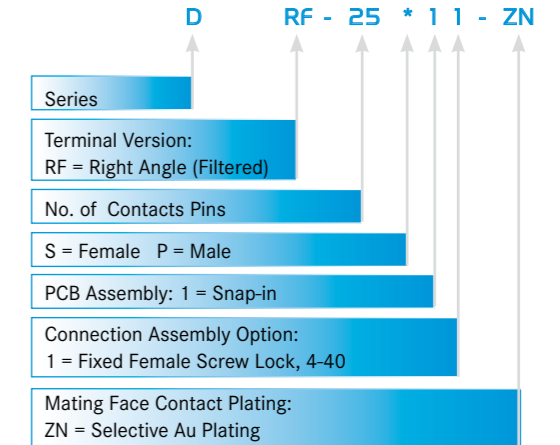 D RF - 25 * 1 1 - ZN
Series
Terminal Version:
RF = Right Angle (Filtered)
No. of Contacts Pins
S = Female P = Male
PCB Assembly: 1 = Snap-in
Connection Assembly Option:
1 = Fixed Female Screw Lock, 4-40
Mating Face Contact Plating:
ZN = Selective Au Plating